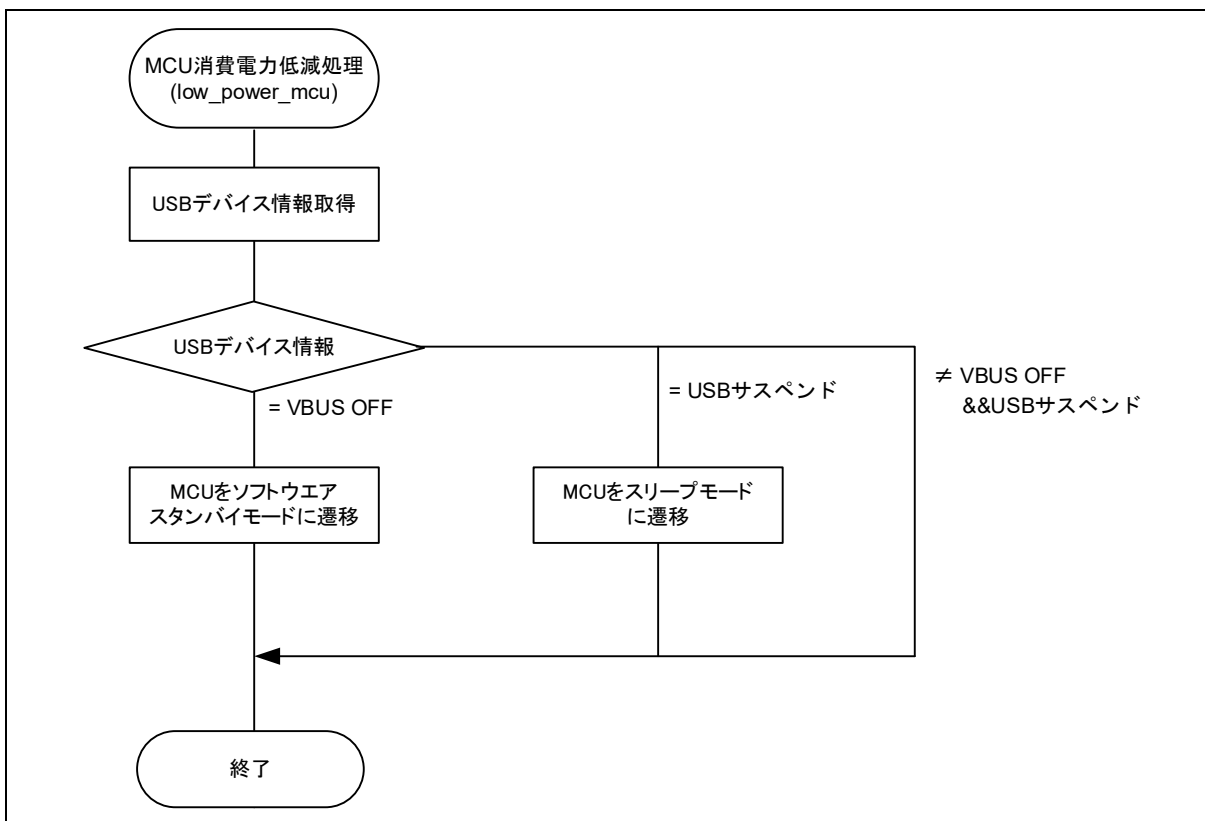 MCU消費電力低減処理
(low_power_mcu)
USBデバイス情報取得
USBデバイス情報
= VBUS OFF
= USBサスペンド
≠ VBUS OFF
&&USBサスペンド
MCUをソフトウエア
スタンバイモードに遷移
MCUをスリープモード
に遷移
終了